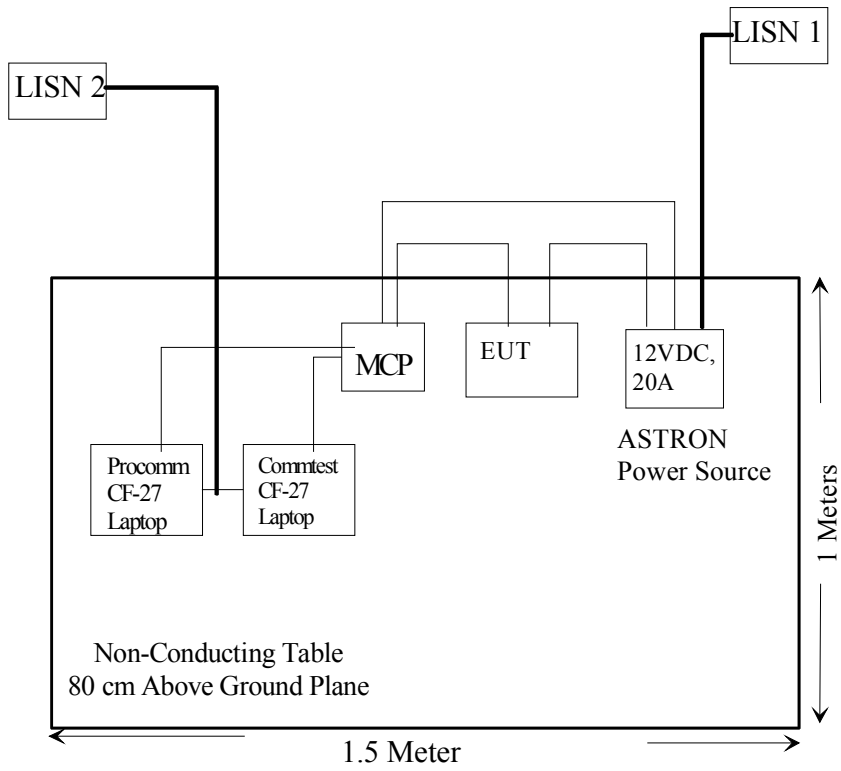 LISN 1
LISN 2
MCP
EUT
12VDC,
20A
ASTRON
Power Source
Procomm
CF-27
Laptop
Commtest
CF-27
Laptop
1 Meters
Non-Conducting Table
80 cm Above Ground Plane
1.5 Meter